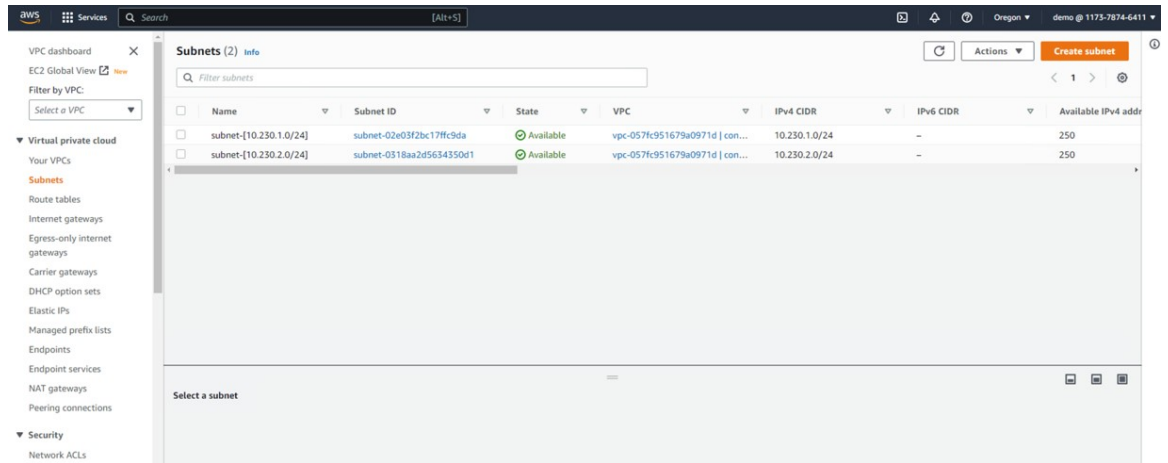 aws Services Search [Alt+S] Oregon ▼ demo @ 1173-7874-6411 ▼
VPC dashboard
EC2 Global View New
Filter by VPC:
Select a VPC
Virtual private cloud
Your VPCs
Subnets
Route tables
Internet gateways
Egress-only internet
gateways
Carrier gateways
DHCP option sets
Elastic IPs
Managed prefix lists
Endpoints
Endpoint services
NAT gateways
Peering connections
Security
Network ACLs
Subnets (2) Info
Actions ▼ Create subnet
Filter subnets
1
Name Subnet ID State VPC IPv4 CIDR IPv6 CIDR Available IPv4 addr
subnet-[10.230.1.0/24] subnet-02e03f2bc17ffc9da Available vpc-057fc951679a0971d | con... 10.230.1.0/24 – 250
subnet-[10.230.2.0/24] subnet-0318aa2d5634350d1 Available vpc-057fc951679a0971d | con... 10.230.2.0/24 – 250
Select a subnet